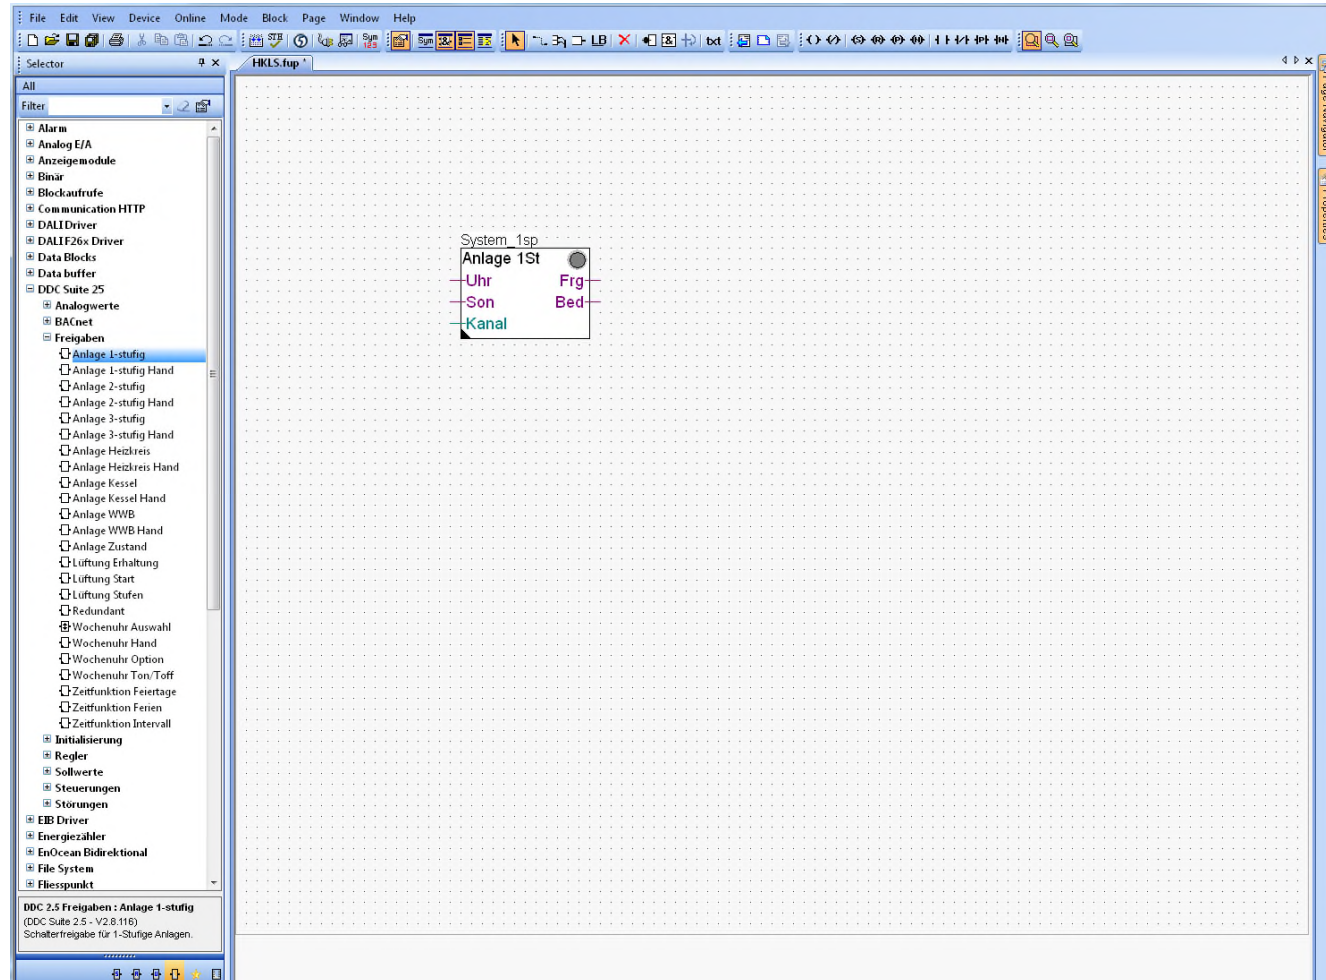 File Edit View Device Online Mode Block Page Window Help
STB Sym 123 Sym LB txt
Selector
HKLS.fup *
All
Filter
Alarm
Analog E/A
Anzeigemodule
Binär
Blockaufrufe
Communication HTTP
DALI Driver
DALI F26x Driver
Data Blocks
Data buffer
DDC Suite 25
Analogwerte
BACnet
Freigaben
Anlage 1-stufig
Anlage 1-stufig Hand
Anlage 2-stufig
Anlage 2-stufig Hand
Anlage 3-stufig
Anlage 3-stufig Hand
Anlage Heizkreis
Anlage Heizkreis Hand
Anlage Kessel
Anlage Kessel Hand
Anlage WWB
Anlage WWB Hand
Anlage Zustand
Lüftung Erhaltung
Lüftung Start
Lüftung Stufen
Redundant
Wochenuhr Auswahl
Wochenuhr Hand
Wochenuhr Option
Wochenuhr Ton/Toff
Zeitfunktion Feiertage
Zeitfunktion Ferien
Zeitfunktion Intervall
Initialisierung
Regler
Sollwerte
Steuerungen
Störungen
EIB Driver
Energiezähler
EnOcean Bidirektional
File System
Fliesspunkt
DDC 2.5 Freigaben : Anlage 1-stufig
(DDC Suite 2.5 - V2.8.116)
Schalterfreigabe für 1-Stufige Anlagen.
System_1sp
Anlage 1St
Uhr Frg
Son Bed
Kanal